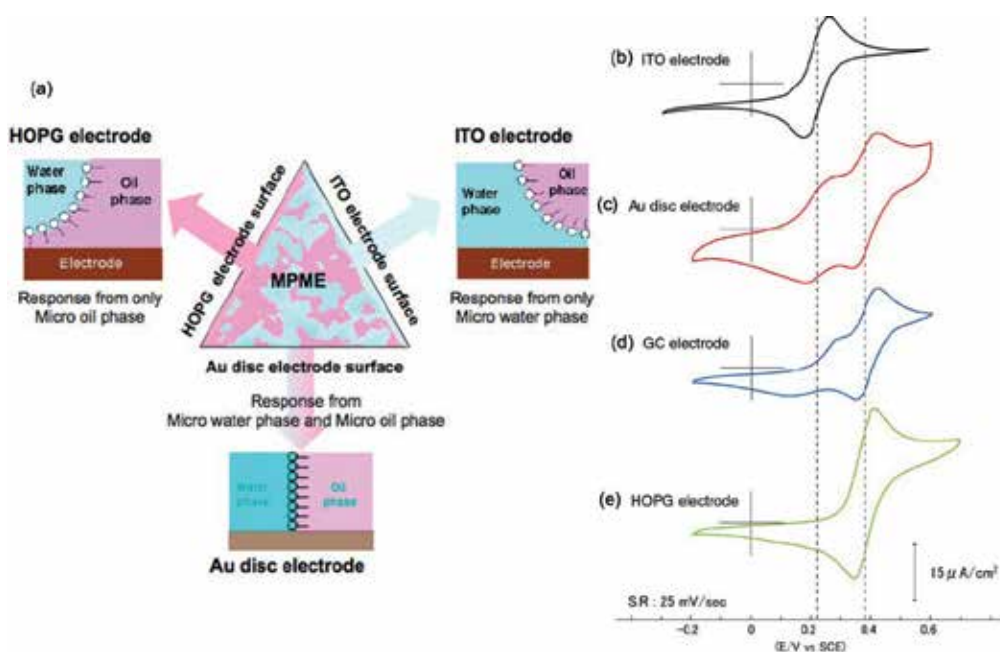 (a)
HOPG electrode
Water
phase
Oil
phase
Electrode
Response from only
Micro oil phase
ITO electrode
Water
phase
Oil
phase
Electrode
Response from only
Micro water phase
HOPG electrode surface
ITO electrode surface
MPME
Au disc electrode surface
Response from
Micro water phase and Micro oil phase
Water
phase
Oil
phase
Au disc electrode
(b) ITO electrode
(c) Au disc electrode
(d) GC electrode
(e) HOPG electrode
15 μ A/cm²
S.R : 25 mV/sec
-0.2 0 0.2 0.4 0.6
(E/V vs SCE)